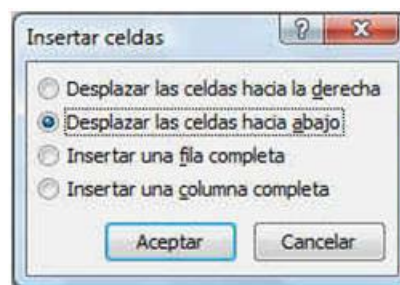 Insertar celdas
Desplazar las celdas hacia la derecha
Desplazar las celdas hacia abajo
Insertar una fila completa
Insertar una columna completa
Aceptar Cancelar